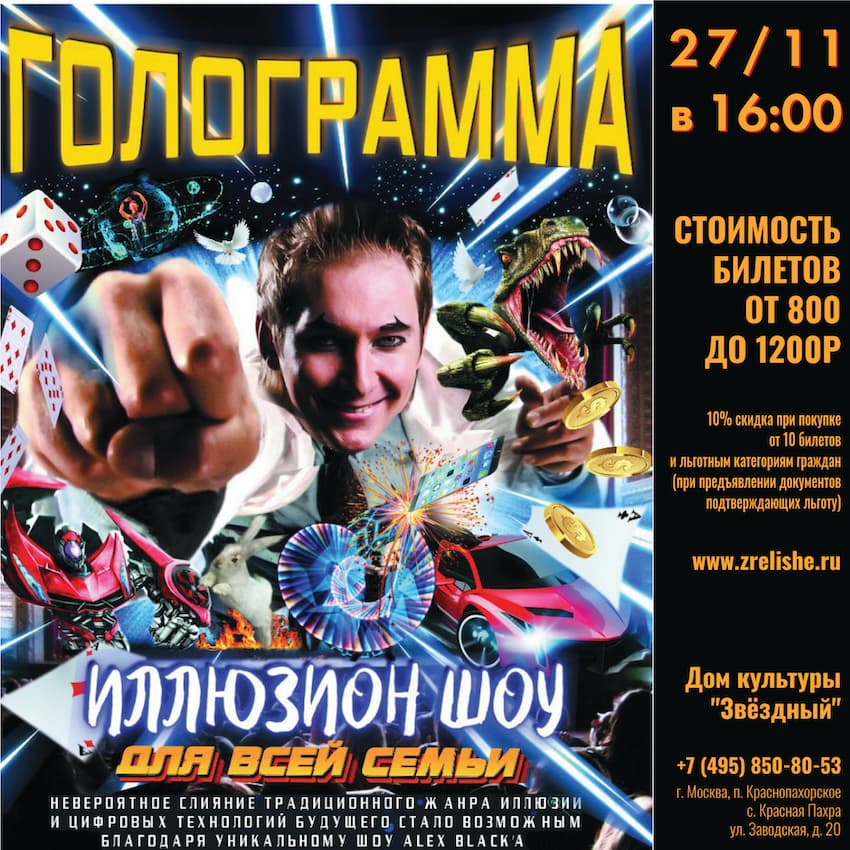 ГОЛОГРАММА
27/11
в 16:00
СТОИМОСТЬ
БИЛЕТОВ
ОТ 800
ДО 1200Р
10% скидка при покупке
от 10 билетов
и льготным категориям граждан
(при предъявлении документов
подтверждающих льготу)
www.zrelishe.ru
ИЛЛЮЗИОН ШОУ
ДЛЯ ВСЕЙ СЕМЬИ
НЕВЕРОЯТНОЕ СЛИЯНИЕ ТРАДИЦИОННОГО ЖАНРА ИЛЛЮЗИИ
И ЦИФРОВЫХ ТЕХНОЛОГИЙ БУДУЩЕГО СТАЛО ВОЗМОЖНЫМ
БЛАГОДАРЯ УНИКАЛЬНОМУ ШОУ ALEX BLACK'А
Дом культуры
"Звёздный"
+7 (495) 850-80-53
г. Москва, п. Краснопахорское
с. Красная Пахра
ул. Заводская, д. 20